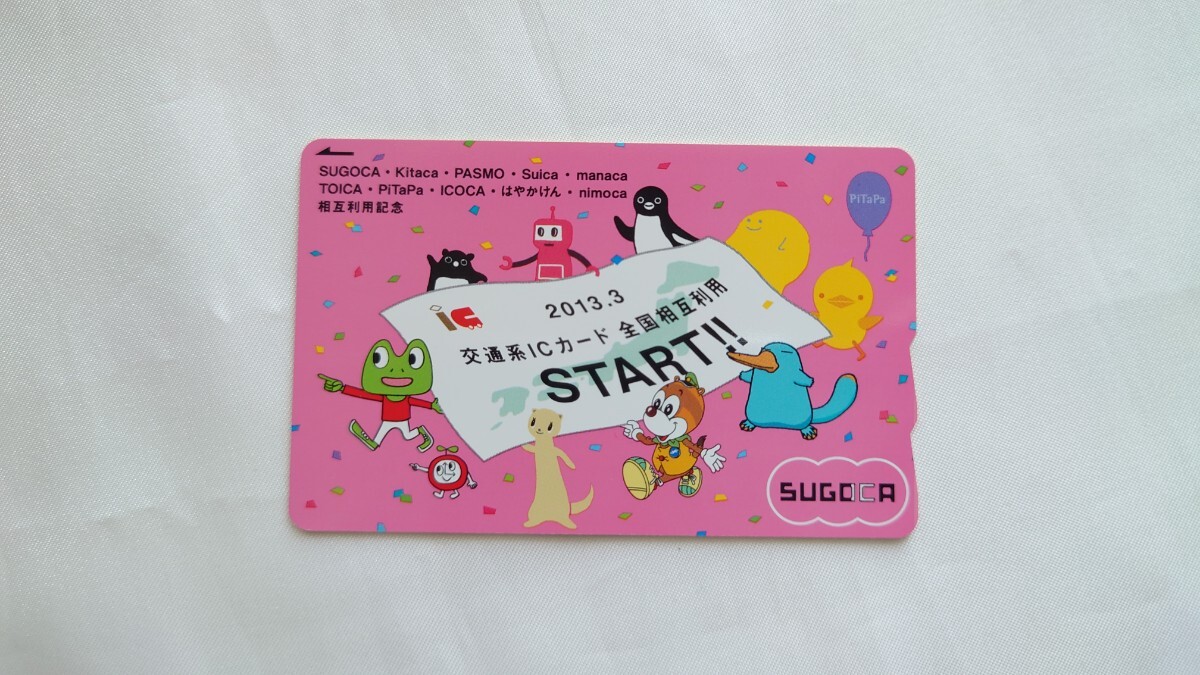 SUGOCA・Kitaca・PASMO・Suica・manaca
TOICA・PiTaPa・ICOCA・はやかけん・nimoca
相互利用記念
PiTaPa
ic
2013.3
交通系ICカード 全国相互利用
START!!
SUGOCA